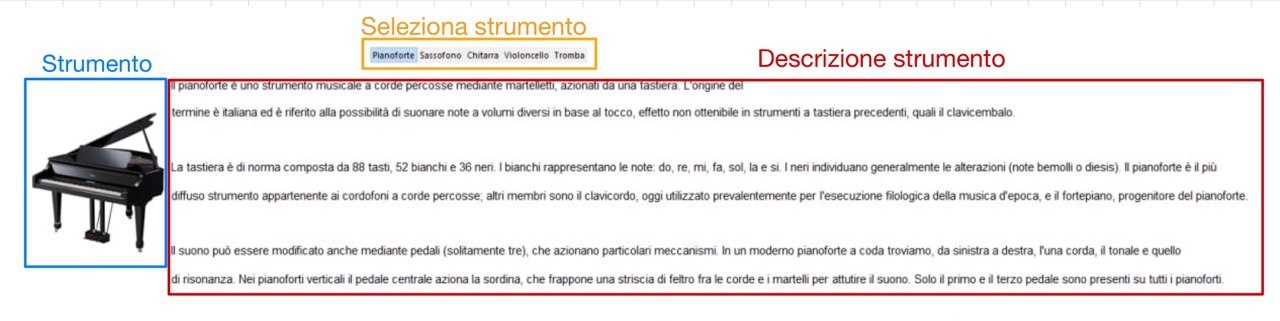 Seleziona strumento
Pianoforte Sassofono Chitarra Violoncello Tromba
Strumento
Descrizione strumento
Il pianoforte è uno strumento musicale a corde percosse mediante martelletti, azionati da una tastiera. L'origine del
termine è italiana ed è riferito alla possibilità di suonare note a volumi diversi in base al tocco, effetto non ottenibile in strumenti a tastiera precedenti, quali il clavicembalo.
La tastiera è di norma composta da 88 tasti, 52 bianchi e 36 neri. I bianchi rappresentano le note: do, re, mi, fa, sol, la e si. I neri individuano generalmente le alterazioni (note bemolli o diesis). Il pianoforte è il più
diffuso strumento appartenente ai cordofoni a corde percosse; altri membri sono il clavicordo, oggi utilizzato prevalentemente per l'esecuzione filologica della musica d'epoca, e il fortepiano, progenitore del pianoforte.
Il suono può essere modificato anche mediante pedali (solitamente tre), che azionano particolari meccanismi. In un moderno pianoforte a coda troviamo, da sinistra a destra, l'una corda, il tonale e quello
di risonanza. Nei pianoforti verticali il pedale centrale aziona la sordina, che frappone una striscia di feltro fra le corde e i martelli per attutire il suono. Solo il primo e il terzo pedale sono presenti su tutti i pianoforti.